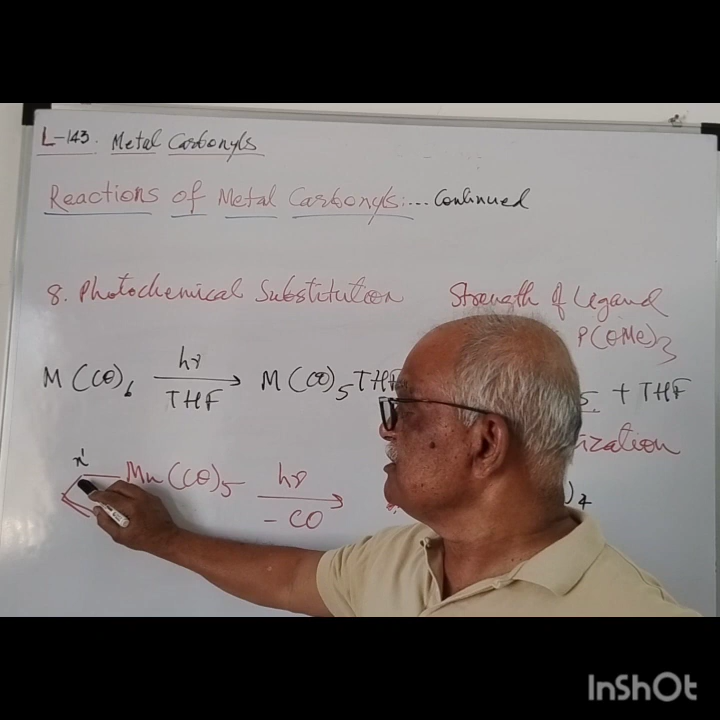 L-143. Metal Carbonyls
Reactions of Metal Carbonyls:... Continued
8. Photochemical Substitution
Strength of Ligand
P(OMe)3
M(CO)6 hν THF M(CO)5THF
+ THF
ization
Mn(CO)5 hν - CO
)4
InShOt